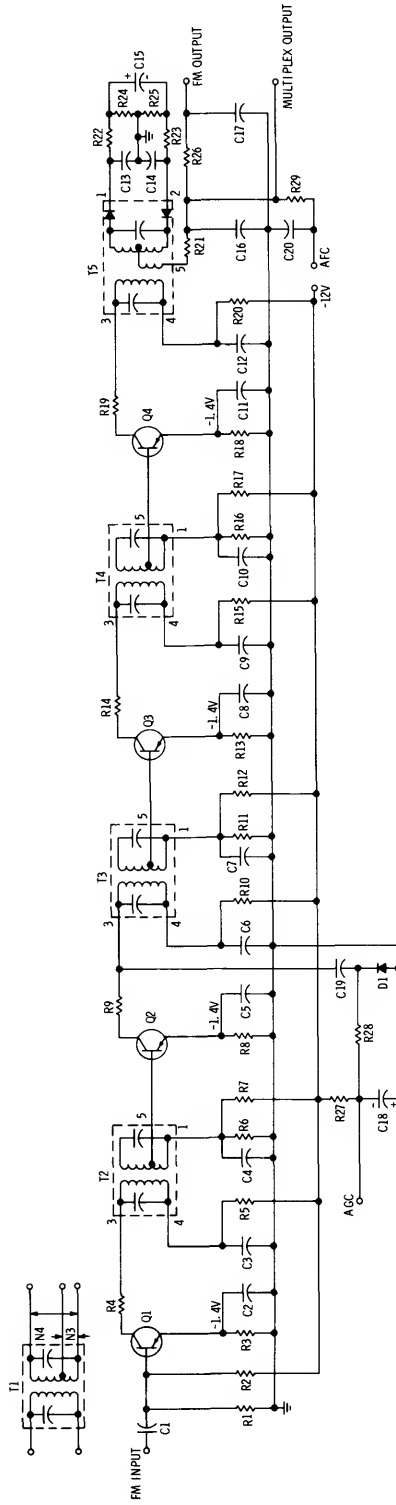 T1
N4
N3
FM INPUT
C1
R1
R2
Q1
R4
-1.4V
R3
C2
T2
3
4
5
1
C3
R5
C4
R6
R7
Q2
R9
-1.4V
R8
C5
AGC
R27
C18
-
+
R28
C19
D1
T3
3
4
5
1
C6
R10
C7
R11
R12
Q3
R14
-1.4V
R13
C8
T4
3
4
5
1
C9
R15
C10
R16
R17
Q4
R19
-1.4V
R18
C11
C12
R20
-12V
AFC
T5
3
4
5
1
2
R22
R24
C15
+
-
C13
C14
R25
R23
R21
R26
FM OUTPUT
C16
C17
C20
R29
MULTIPLEX OUTPUT